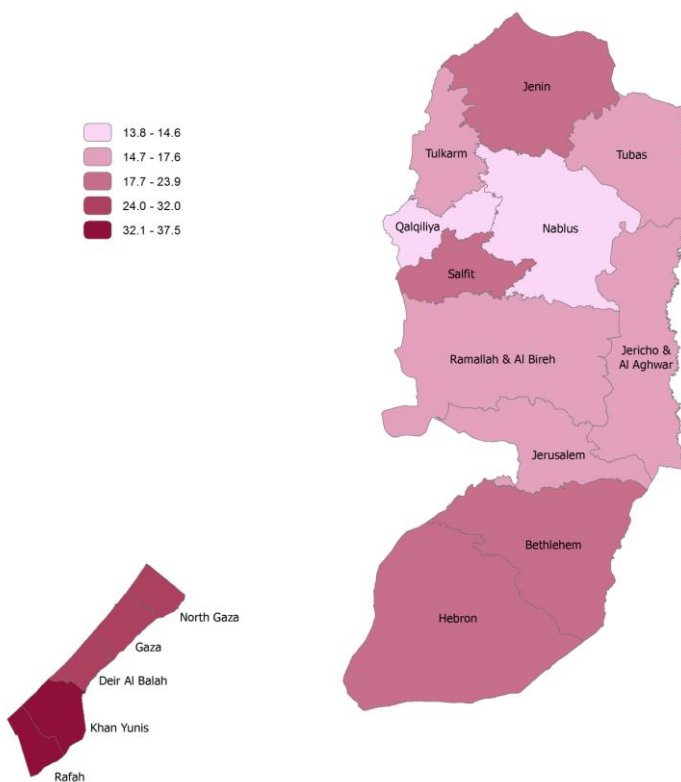 Jenin
13.8 - 14.6
14.7 - 17.6
17.7 - 23.9
24.0 - 32.0
32.1 - 37.5
Tulkarm
Tubas
Qalqiliya
Nablus
Salfit
Ramallah & Al Bireh
Jericho &
Al Aghwar
Jerusalem
Bethlehem
Hebron
North Gaza
Gaza
Deir Al Balah
Khan Yunis
Rafah